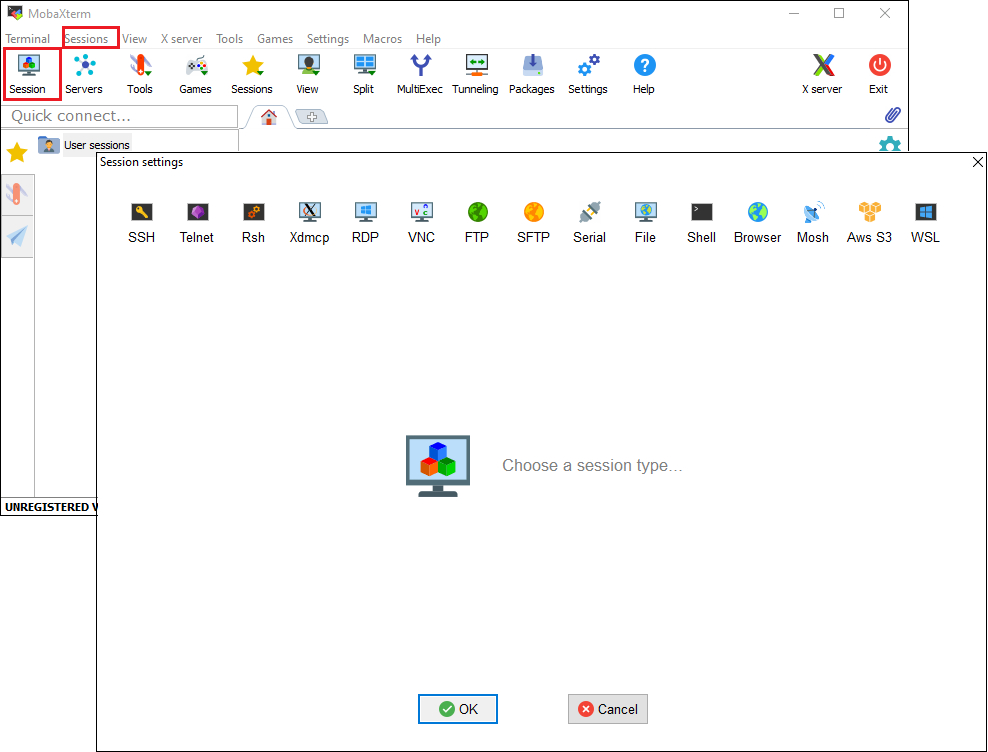 MobaXterm
Terminal Sessions View X server Tools Games Settings Macros Help
Session Servers Tools Games Sessions View Split MultiExec Tunneling Packages Settings Help X server Exit
Quick connect...
User sessions
Session settings
SSH Telnet Rsh Xdmcp RDP VNC FTP SFTP Serial File Shell Browser Mosh Aws S3 WSL
Choose a session type...
UNREGISTERED V
OK Cancel